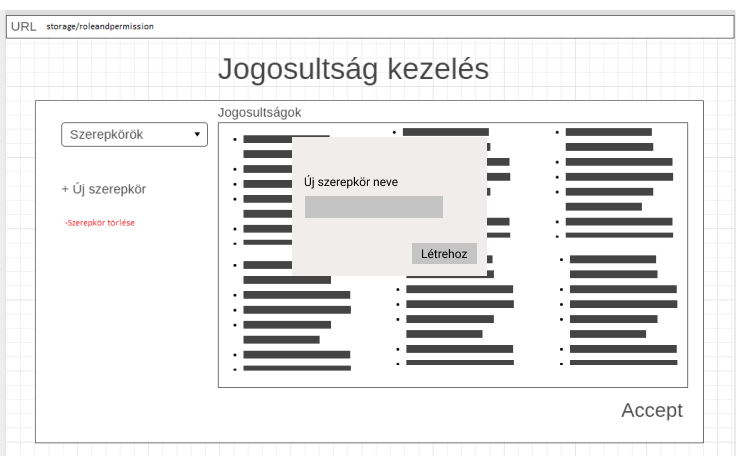 URL storage/roleandpermission
Jogosultság kezelés
Jogosultságok
Szerepkörök
+ Új szerepkör
-Szerepkör törlése
Új szerepkör neve
Létrehoz
Accept